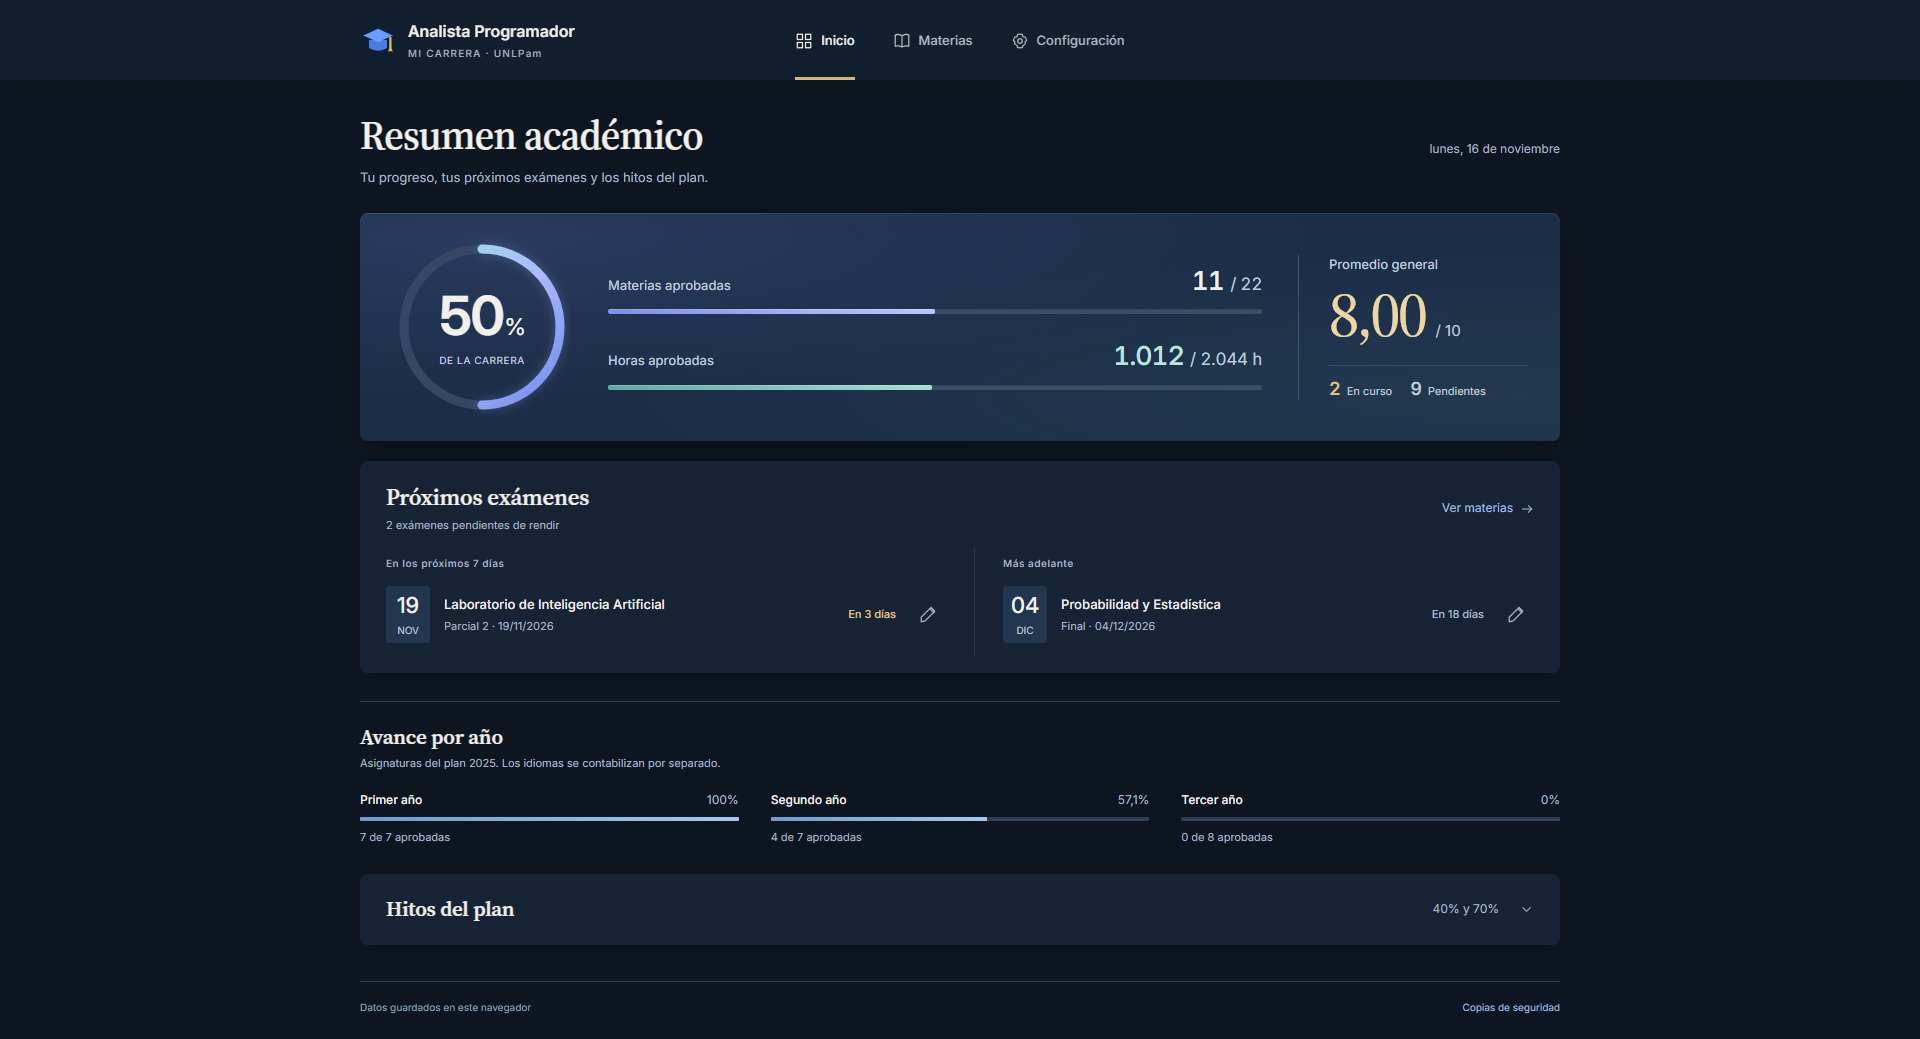 Analista Programador
MI CARRERA · UNLPam
Inicio
Materias
Configuración
Resumen académico
Tu progreso, tus próximos exámenes y los hitos del plan.
lunes, 16 de noviembre
50%
DE LA CARRERA
Materias aprobadas
11 / 22
Horas aprobadas
1.012 / 2.044 h
Promedio general
8,00 / 10
2 En curso 9 Pendientes
Próximos exámenes
2 exámenes pendientes de rendir
Ver materias →
En los próximos 7 días
19
NOV
Laboratorio de Inteligencia Artificial
Parcial 2 · 19/11/2026
En 3 días
Más adelante
04
DIC
Probabilidad y Estadística
Final · 04/12/2026
En 18 días
Avance por año
Asignaturas del plan 2025. Los idiomas se contabilizan por separado.
Primer año 100%
7 de 7 aprobadas
Segundo año 57,1%
4 de 7 aprobadas
Tercer año 0%
0 de 8 aprobadas
Hitos del plan
40% y 70%
Datos guardados en este navegador
Copias de seguridad